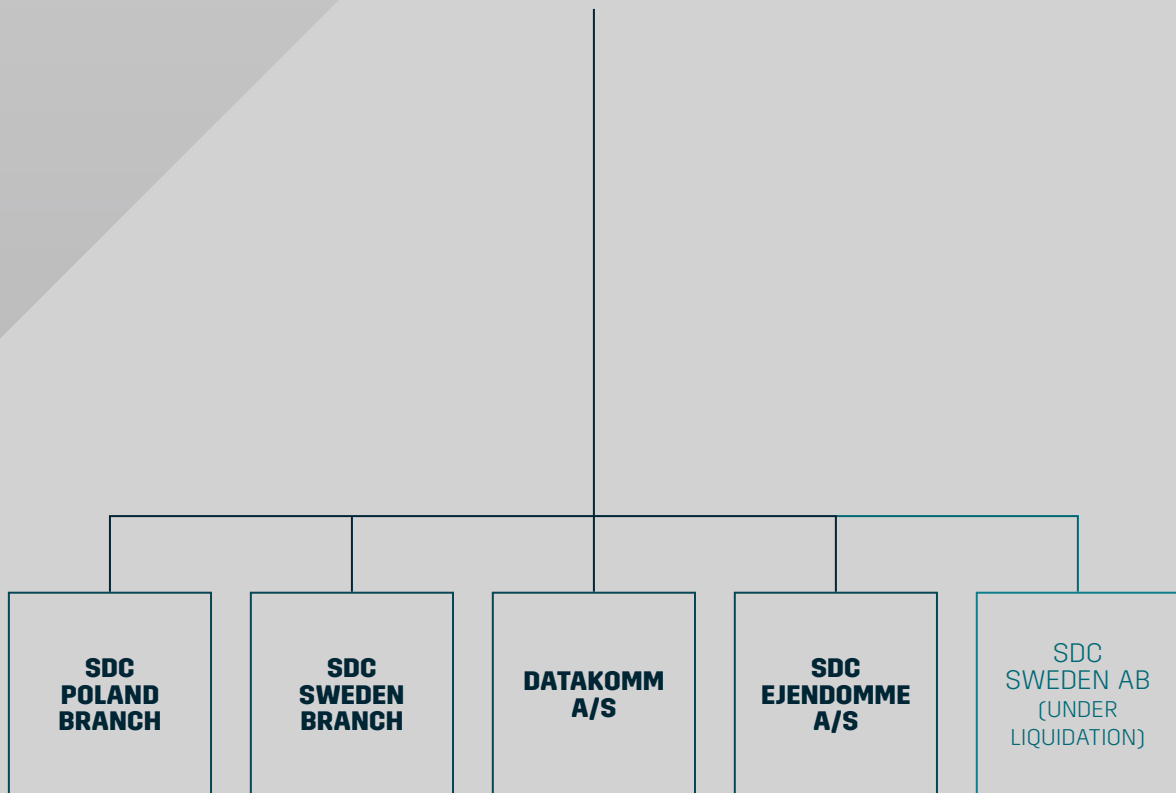 SDC
POLAND
BRANCH
SDC
SWEDEN
BRANCH
DATAKOMM
A/S
SDC
EJENDOMME
A/S
SDC
SWEDEN AB
(UNDER
LIQUIDATION)